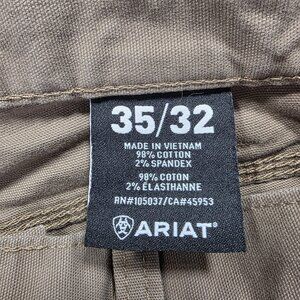 35/32
MADE IN VIETNAM
98% COTTON
2% SPANDEX
98% COTON
2% ÉLASTHANNE
RN#105037/CA#45953
ARIAT®